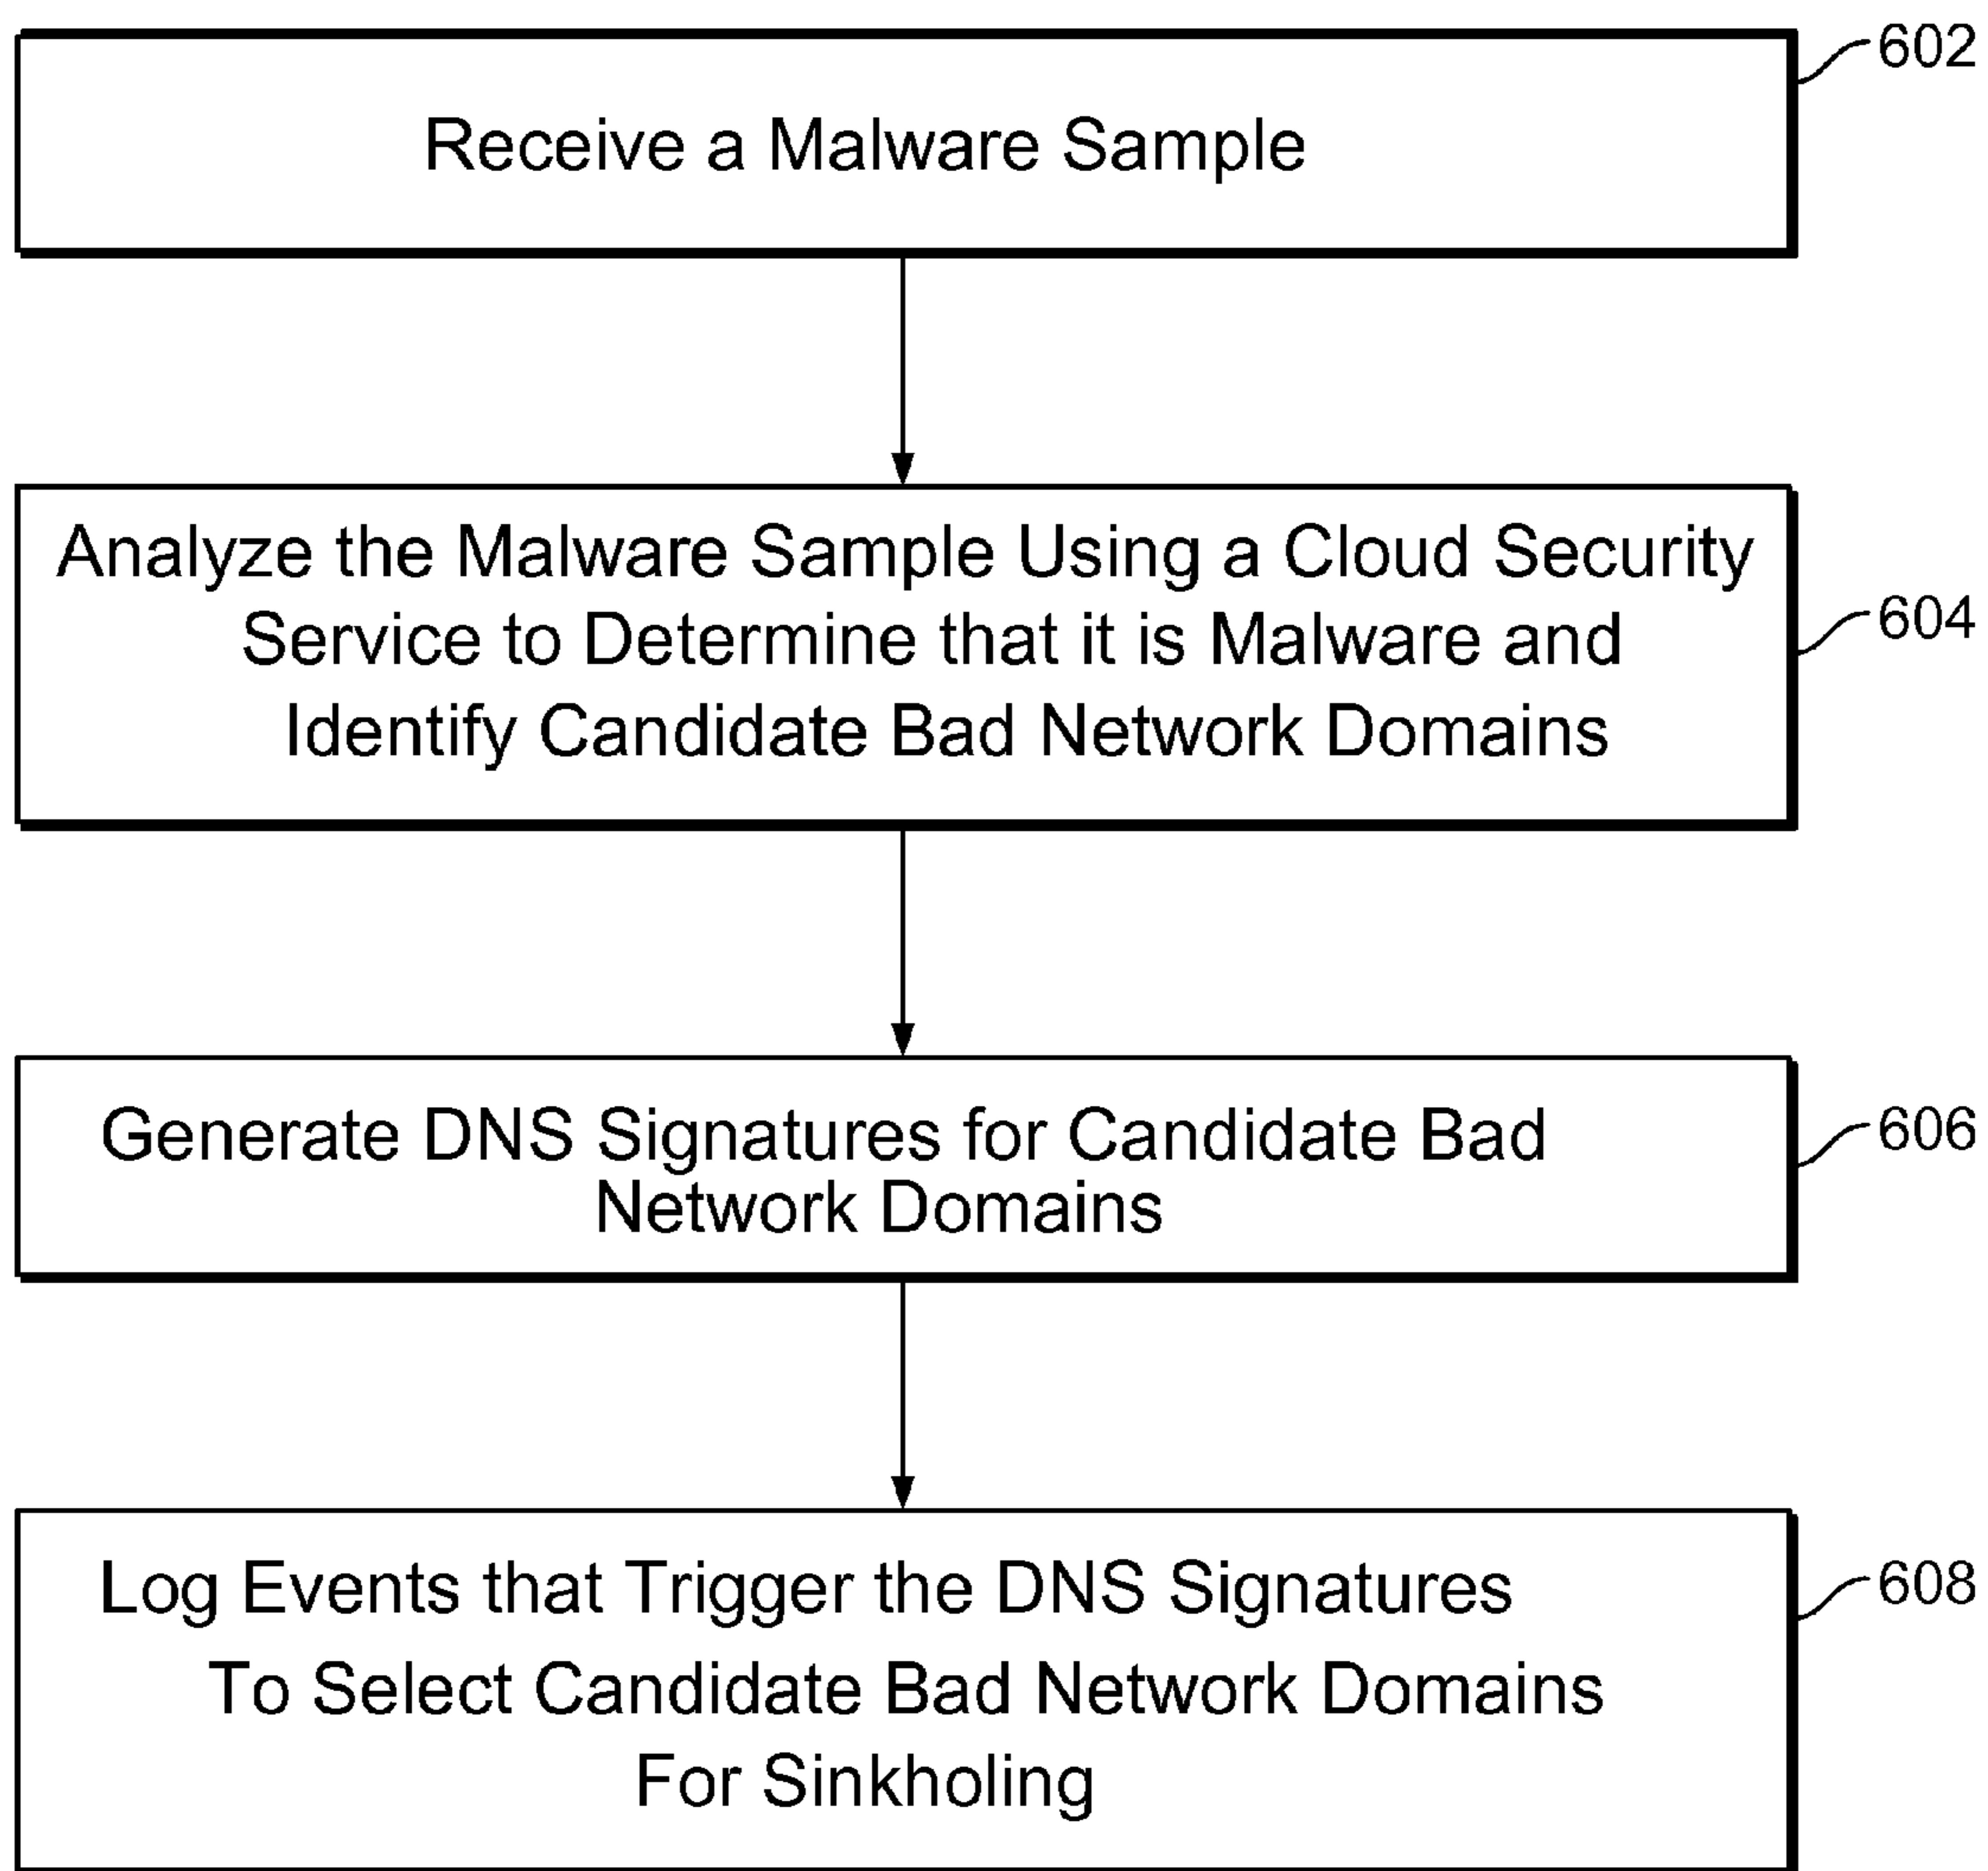 602
Receive a Malware Sample
Analyze the Malware Sample Using a Cloud Security
Service to Determine that it is Malware and
Identify Candidate Bad Network Domains
604
Generate DNS Signatures for Candidate Bad
Network Domains
606
Log Events that Trigger the DNS Signatures
To Select Candidate Bad Network Domains
For Sinkholing
608